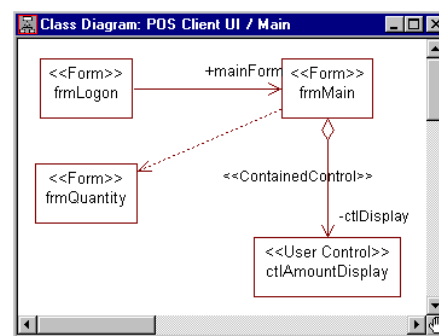 Class Diagram: POS Client UI / Main
<<Form>>
frmLogon
+mainForm
<<Form>>
frmMain
<<Form>>
frmQuantity
<<ContainedControl>>
-ctlDisplay
<<User Control>>
ctlAmountDisplay